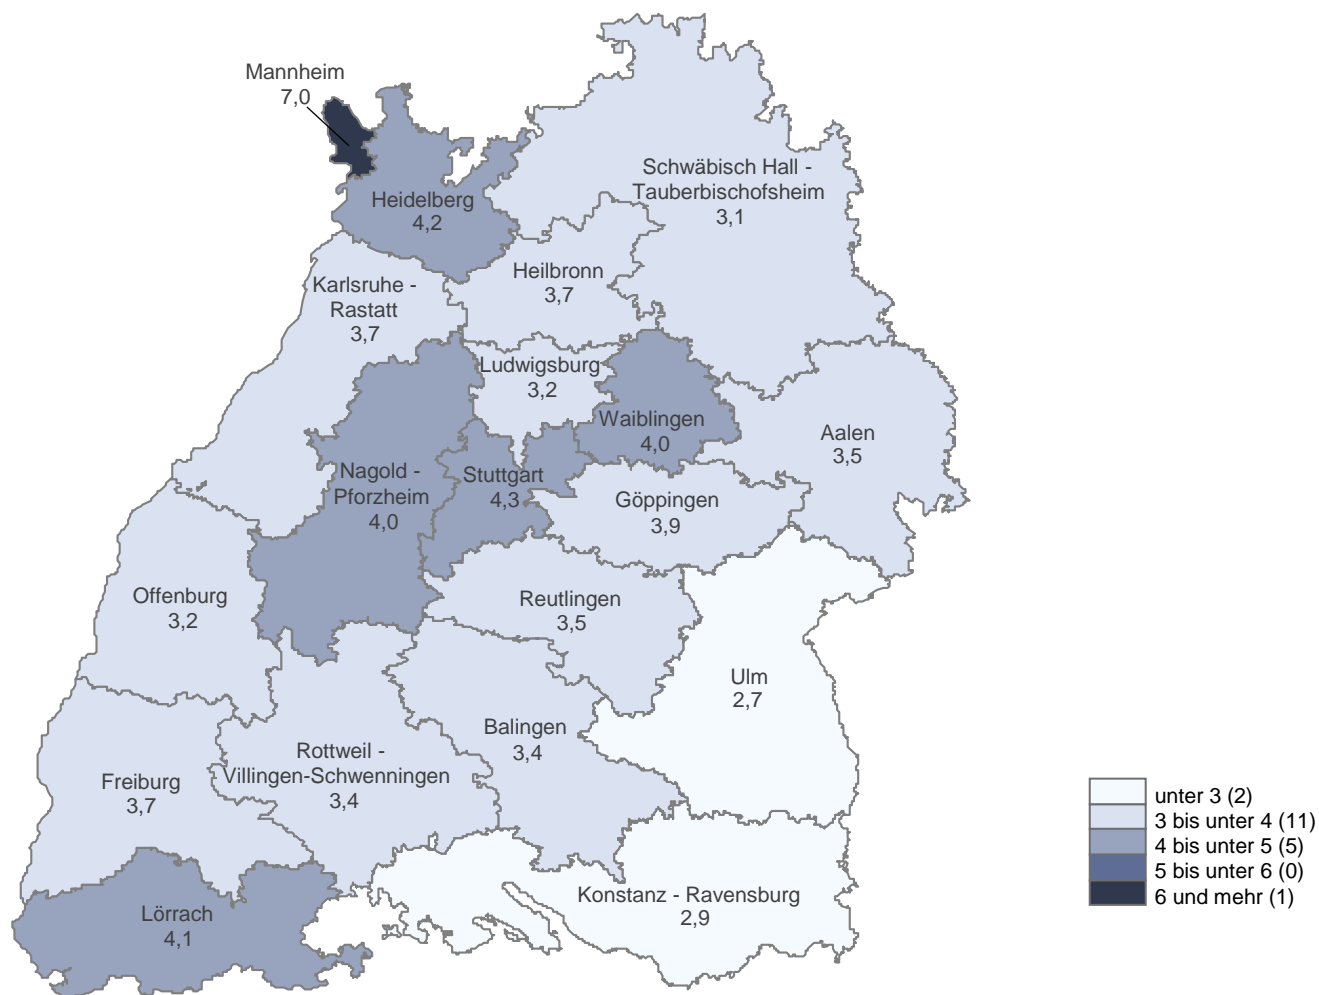 Mannheim
7,0
Schwäbisch Hall -
Tauberbischofsheim
3,1
Heidelberg
4,2
Heilbronn
3,7
Karlsruhe -
Rastatt
3,7
Ludwigsburg
3,2
Waiblingen
4,0
Aalen
3,5
Nagold -
Pforzheim
4,0
Stuttgart
4,3
Göppingen
3,9
Offenburg
3,2
Reutlingen
3,5
Ulm
2,7
Balingen
3,4
Rottweil -
Villingen-Schwenningen
3,4
Freiburg
3,7
Konstanz - Ravensburg
2,9
Lörrach
4,1
unter 3 (2)
3 bis unter 4 (11)
4 bis unter 5 (5)
5 bis unter 6 (0)
6 und mehr (1)